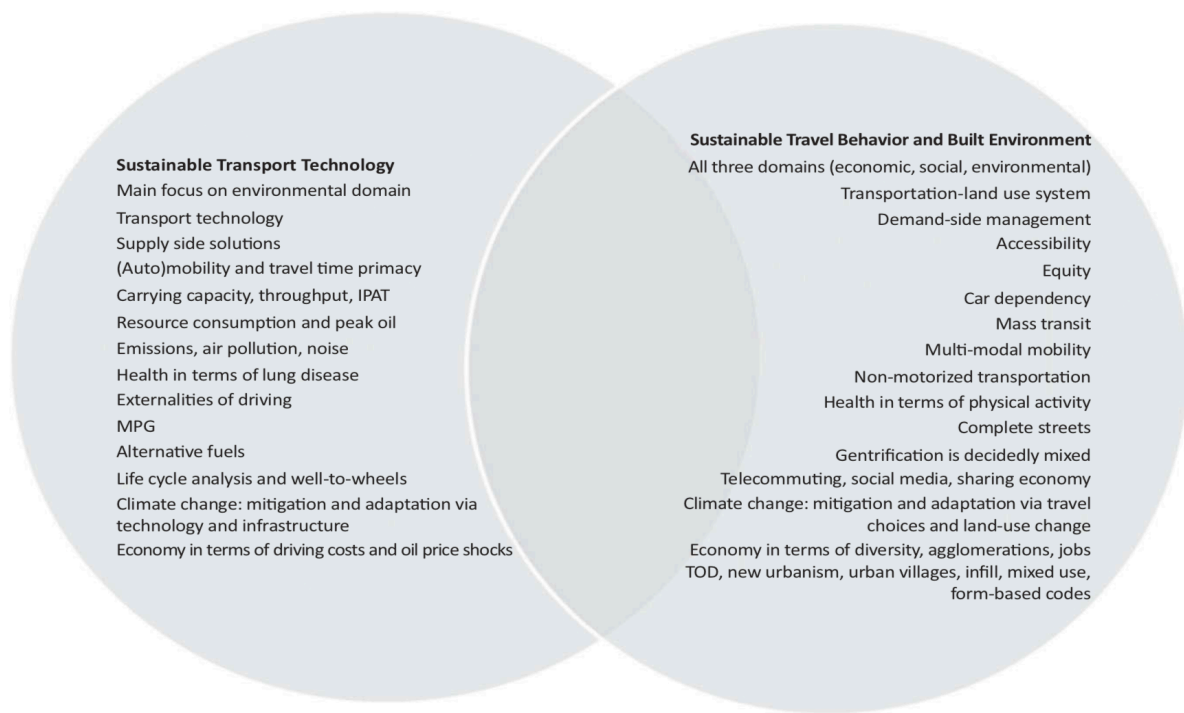 Sustainable Transport Technology
Main focus on environmental domain
Transport technology
Supply side solutions
(Auto)mobility and travel time primacy
Carrying capacity, throughput, IPAT
Resource consumption and peak oil
Emissions, air pollution, noise
Health in terms of lung disease
Externalities of driving
MPG
Alternative fuels
Life cycle analysis and well-to-wheels
Climate change: mitigation and adaptation via
technology and infrastructure
Economy in terms of driving costs and oil price shocks
Sustainable Travel Behavior and Built Environment
All three domains (economic, social, environmental)
Transportation-land use system
Demand-side management
Accessibility
Equity
Car dependency
Mass transit
Multi-modal mobility
Non-motorized transportation
Health in terms of physical activity
Complete streets
Gentrification is decidedly mixed
Telecommuting, social media, sharing economy
Climate change: mitigation and adaptation via travel
choices and land-use change
Economy in terms of diversity, agglomerations, jobs
TOD, new urbanism, urban villages, infill, mixed use,
form-based codes